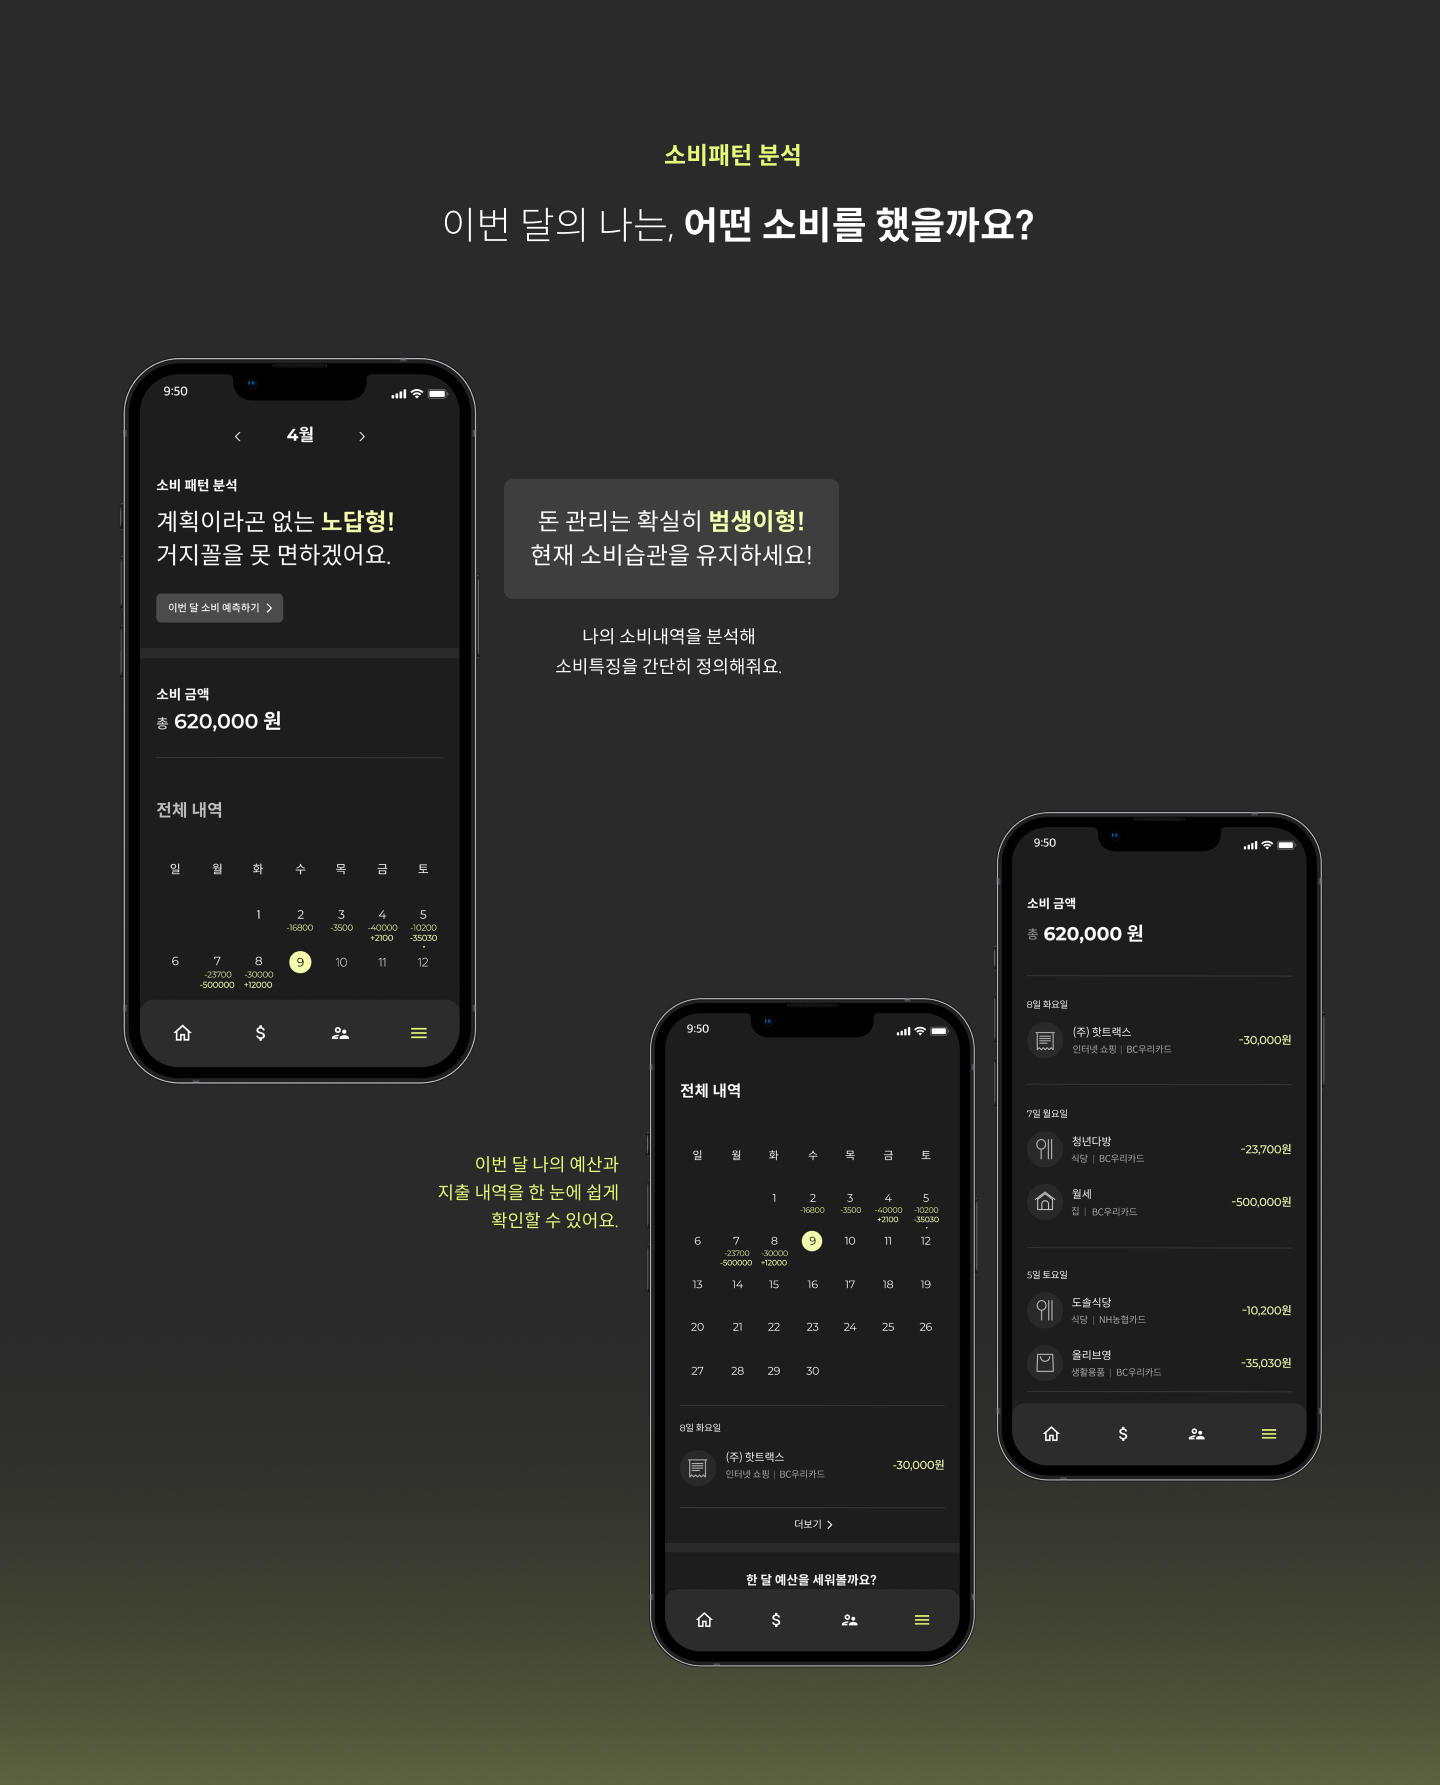 소비패턴 분석
이번 달의 나는, 어떤 소비를 했을까요?
9:50
4월
소비 패턴 분석
계획이라곤 없는 노답형!
거지꼴을 못 면하겠어요.
이번 달 소비 예측하기
소비 금액
총 620,000 원
전체 내역
일 월 화 수 목 금 토
1 2 3 4 5
-16800 -3500 -40000 -10200
+2100 -35030
6 7 8 9 10 11 12
-23700 -30000
-500000 +12000
돈 관리는 확실히 범생이형!
현재 소비습관을 유지하세요!
나의 소비내역을 분석해
소비특징을 간단히 정의해줘요.
이번 달 나의 예산과
지출 내역을 한 눈에 쉽게
확인할 수 있어요.
9:50
전체 내역
일 월 화 수 목 금 토
1 2 3 4 5
-16800 -3500 -40000 -10200
+2100 -35030
6 7 8 9 10 11 12
-23700 -30000
-500000 +12000
13 14 15 16 17 18 19
20 21 22 23 24 25 26
27 28 29 30
8일 화요일
(주) 핫트랙스
-30,000원
인터넷 쇼핑 | BC우리카드
더보기
한 달 예산을 세워볼까요?
9:50
소비 금액
총 620,000 원
8일 화요일
(주) 핫트랙스
-30,000원
인터넷 쇼핑 | BC우리카드
7일 월요일
청년다방
-23,700원
식당 | BC우리카드
월세
-500,000원
집 | BC우리카드
5일 토요일
도솔식당
-10,200원
식당 | NH농협카드
올리브영
-35,030원
생활용품 | BC우리카드